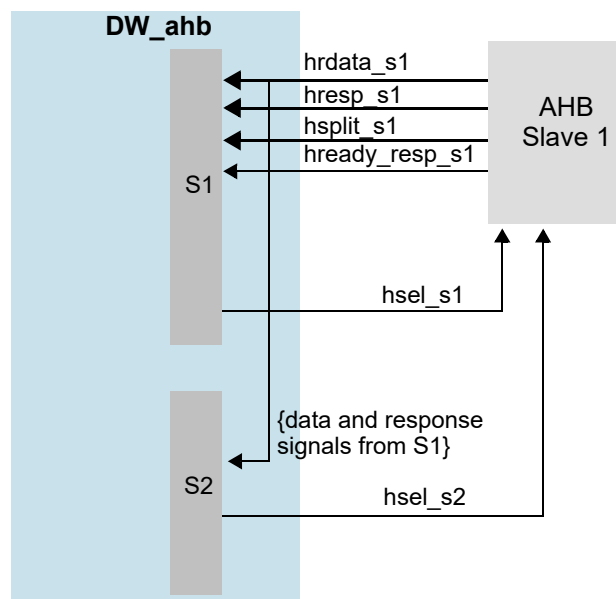 DW_ahb
hrdata_s1
hresp_s1
hsplit_s1
hready_resp_s1
AHB
Slave 1
S1
hsel_s1
{data and response
signals from S1}
S2
hsel_s2